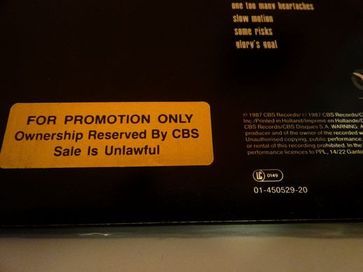 one too many heartaches
slow motion
some risks
glory's goal
FOR PROMOTION ONLY
Ownership Reserved By CBS
Sale Is Unlawful
℗ 1987 CBS Records/ © 1987 CBS Records/
Inc./Printed in Holland/Imprimé en Hollande/
CBS Records/CBS Disques S.A. WARNING:
producer and of the owner of the recorded
Unauthorised copying, public performance
or rental of this recording prohibited. In the
performance licences to PPL, 14/22 Ganton
LC 0149
01-450529-20